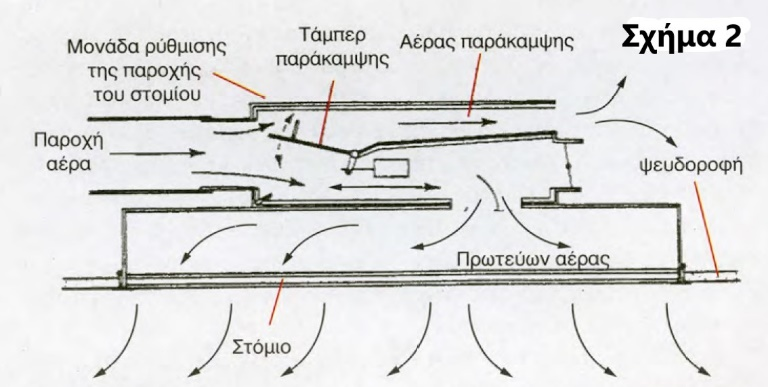 Σχήμα 2
Μονάδα ρύθμισης
της παροχής
του στομίου
Τάμπερ
παράκαμψης
Αέρας παράκαμψης
Παροχή
αέρα
ψευδοροφή
Πρωτεύων αέρας
Στόμιο